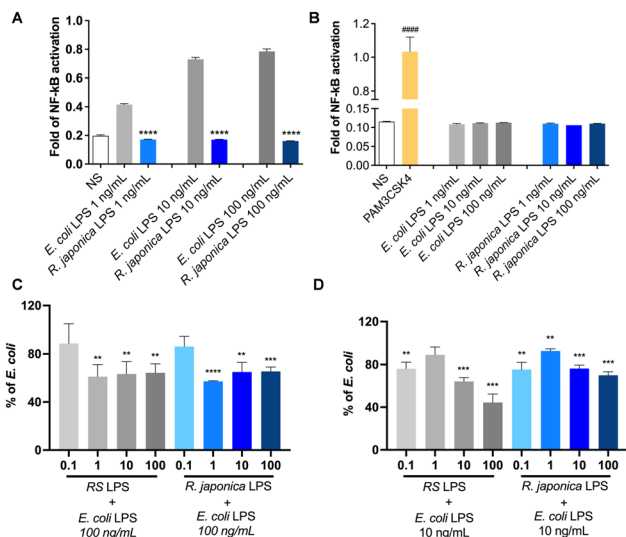 A
Fold of NF-kB activation
1.0
0.8
0.6
0.4
0.2
0.0
****
****
****
NS
E. coli LPS 1 ng/mL
R. japonica LPS 1 ng/mL
E. coli LPS 10 ng/mL
R. japonica LPS 10 ng/mL
E. coli LPS 100 ng/mL
R. japonica LPS 100 ng/mL
B
Fold of NF-kB activation
1.2
1.0
0.8
0.6
0.15
0.10
0.05
0.00
####
NS
PAM3CSK4
E. coli LPS 1 ng/mL
E. coli LPS 10 ng/mL
E. coli LPS 100 ng/mL
R. japonica LPS 1 ng/mL
R. japonica LPS 10 ng/mL
R. japonica LPS 100 ng/mL
C
% of E. coli
120
80
40
0
** ** ** **** ** ***
0.1 1 10 100 0.1 1 10 100
RS LPS
+
E. coli LPS
100 ng/mL
R. japonica LPS
+
E. coli LPS
100 ng/mL
D
% of E. coli
120
80
40
0
** *** *** ** ** *** ***
0.1 1 10 100 0.1 1 10 100
RS LPS
+
E. coli LPS
10 ng/mL
R. japonica LPS
+
E. coli LPS
10 ng/mL